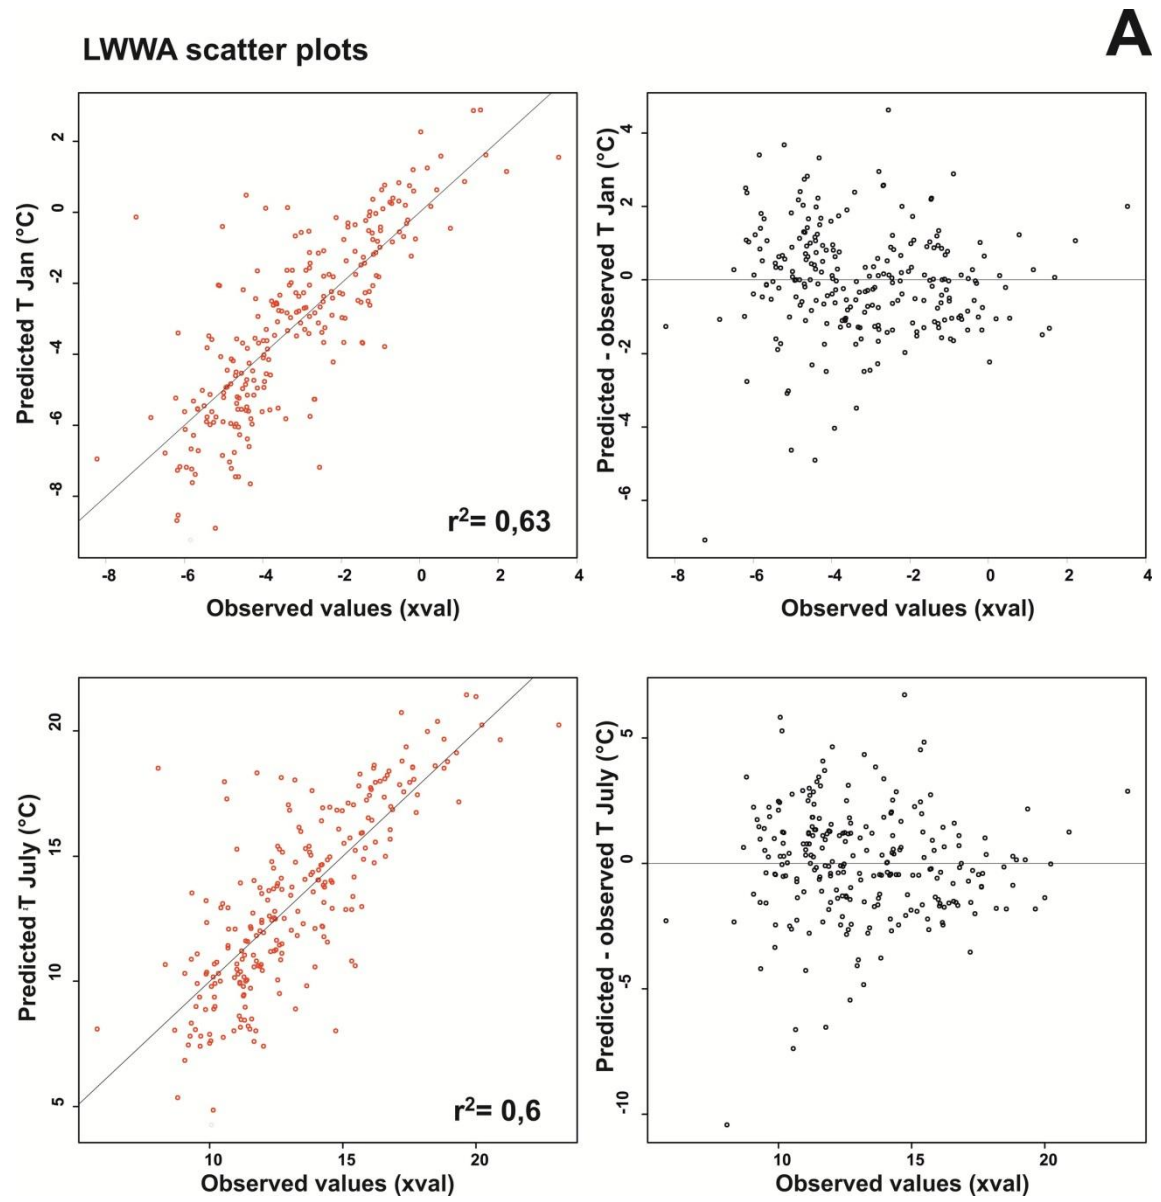 A
LWWA scatter plots
Predicted T Jan (°C)
2
0
-2
-4
-6
-8
r²= 0,63
-8 -6 -4 -2 0 2 4
Observed values (xval)
Predicted - observed T Jan (°C)
4
2
0
-2
-4
-6
-8 -6 -4 -2 0 2 4
Observed values (xval)
Predicted T July (°C)
20
15
10
5
r²= 0,6
10 15 20
Observed values (xval)
Predicted - observed T July (°C)
5
0
-5
-10
10 15 20
Observed values (xval)